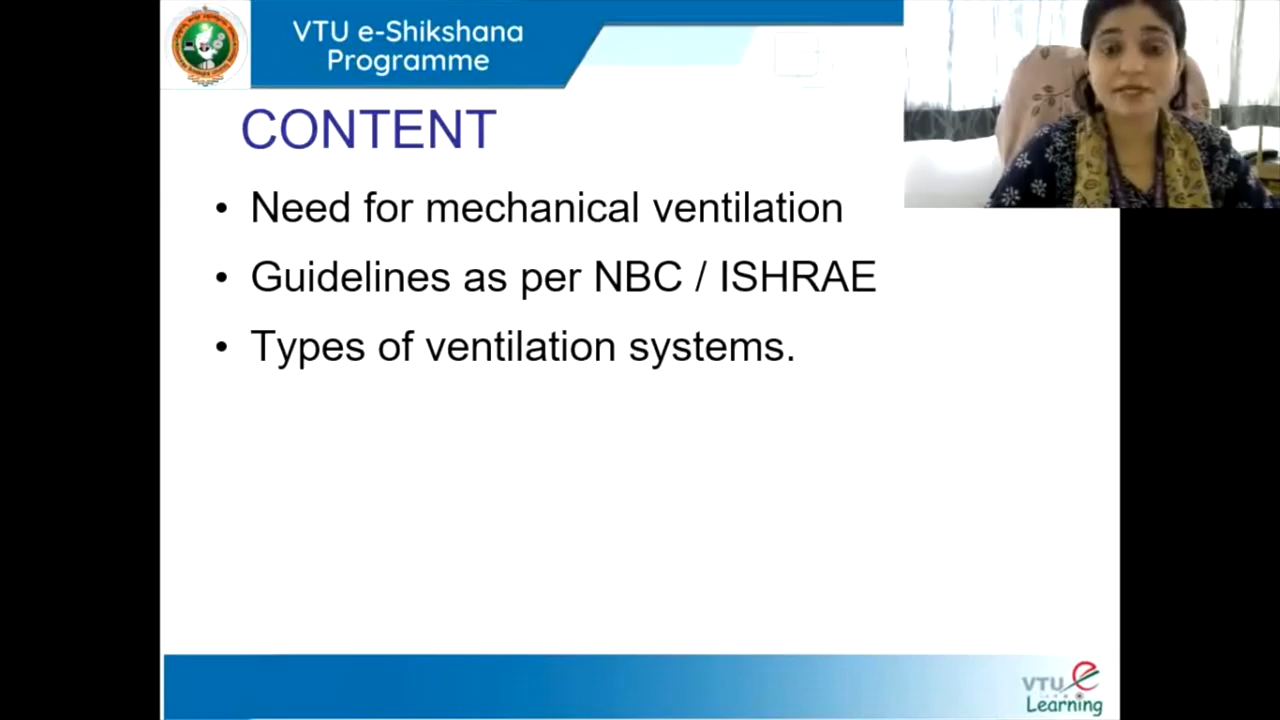 VTU e-Shikshana
Programme
CONTENT
• Need for mechanical ventilation
• Guidelines as per NBC / ISHRAE
• Types of ventilation systems.
VTU e
Learning